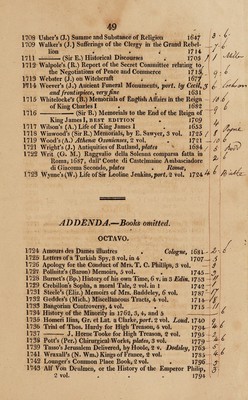 49
1708 Usher's (J.) Summe and Substance of Religion 1647
1709 Walker's (J.) Sufferings of the Clergy in the Grand Rebellion 1714
1711 ——— (Sir E.) Historical Discourses 1705
1712 Walpole's (R.) Report of the Secret Committee relating to
the Negotiations of Peace and Commerce 1715
1713 Webster (J.) on Witchcraft 1677
1714 Weever's (J.) Ancient Funeral Monuments, port. by Cecil,
and frontispiece, very fine 1631
1715 Whitelocke's (B.) Memorials of English Affairs in the Reign
of King Charles I 1682
1716 ——— (Sir B.) Memorials to the End of the Reign of
King James I, BEST EDITION 1709
1717 Wilson's (A.) Life of King James I 1653
1718 Winwood's (Sir R.) Memorials, by E. Sawyer, 3 vol. 1725
1719 Wood's (A.) Athenæ Oxonienses, 2 vol. 1721
1721 Wright's (J.) Antiquities of Rutland, plates 1684
1722 Writ (G. M.) Raggualio della Solenne comparsa fatta in
Roma, 1687, dall' Conte di Castelmaine Ambasciadore
di Giacomo Secondo, plates Roma,
1723 Wynne's (W.) Life of Sir Leoline Jenkins, port. 2 vol. 1724
ADDENDA.—Books omitted.
OCTAVO.
1724 Amours des Dames Illustres Cologne, 1681
1725 Letters of a Turkish Spy, 8 vol. in 4 1707
1726 Apology for the Conduct of Mrs. T. C. Phillips, 3 vol.
1727 Pollnitz's (Baron) Memoirs, 5 vol. 1745
1728 Burnet's (Bp.) History of his own Time, 6 v. in 3 Edin. 1753
1729 Crebillon's Sopha, a moral Tale, 2 vol. in 1 1747
1731 Steele's (Eliz.) Memoirs of Mrs. Baddeley, 6 vol. 1787
1732 Geddes's (Mich.) Miscellaneous Tracts, 4 vol. 1715
1733 Bangorian Controversy, 4 vol. 1715
1734 History of the Minority in 1762, 3, and 5
1735 Homeri Ilias, Gr. et Lat. a Clarke, port. 2 vol. Lond. 1740
1736 Trial of Thos. Hardy for High Treason, 4 vol. 1794
1737 ——— J. Horne Tooke for High Treason, 2 vol. 1795
1738 Pott's (Per.) Chirurgical Works, plates, 3 vol. 1779
1739 Tasso's Jerusalem Delivered, by Hoole, 2 v. Dodsley, 1763
1741 Wraxall's (N. Wm.) Kings of France, 2 vol. 1785
1742 Lounger's Common Place Book, 2 vol. 1796
1743 Alf Von Deulmen, or the History of the Emperor Philip,
2 vol. 1794